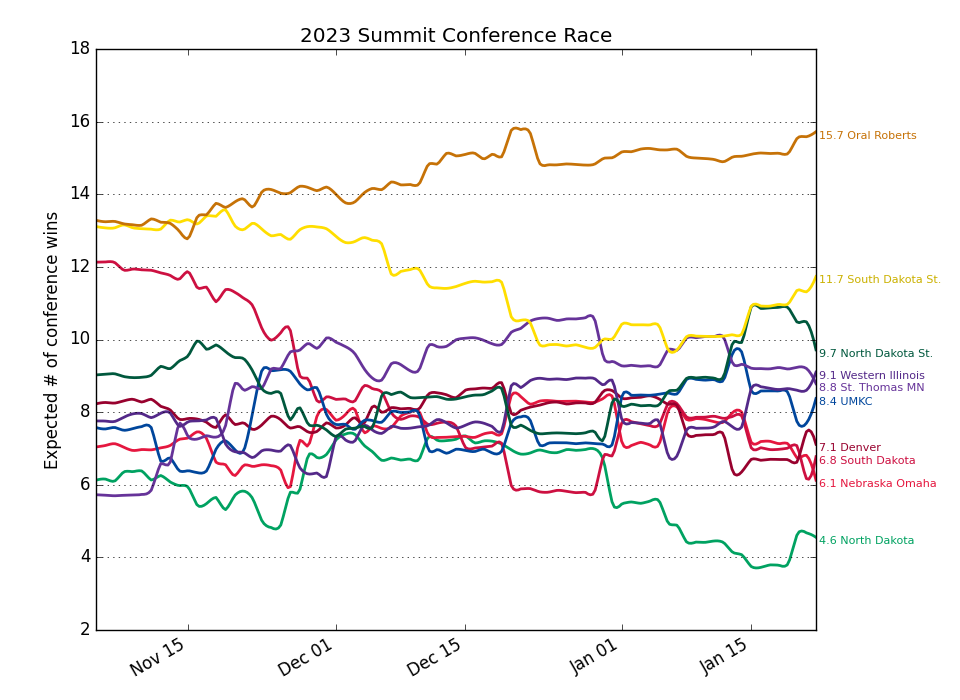 2023 Summit Conference Race
Expected # of conference wins
18
16
14
12
10
8
6
4
2
Nov 15
Dec 01
Dec 15
Jan 01
Jan 15
15.7 Oral Roberts
11.7 South Dakota St.
9.7 North Dakota St.
9.1 Western Illinois
8.8 St. Thomas MN
8.4 UMKC
7.1 Denver
6.8 South Dakota
6.1 Nebraska Omaha
4.6 North Dakota